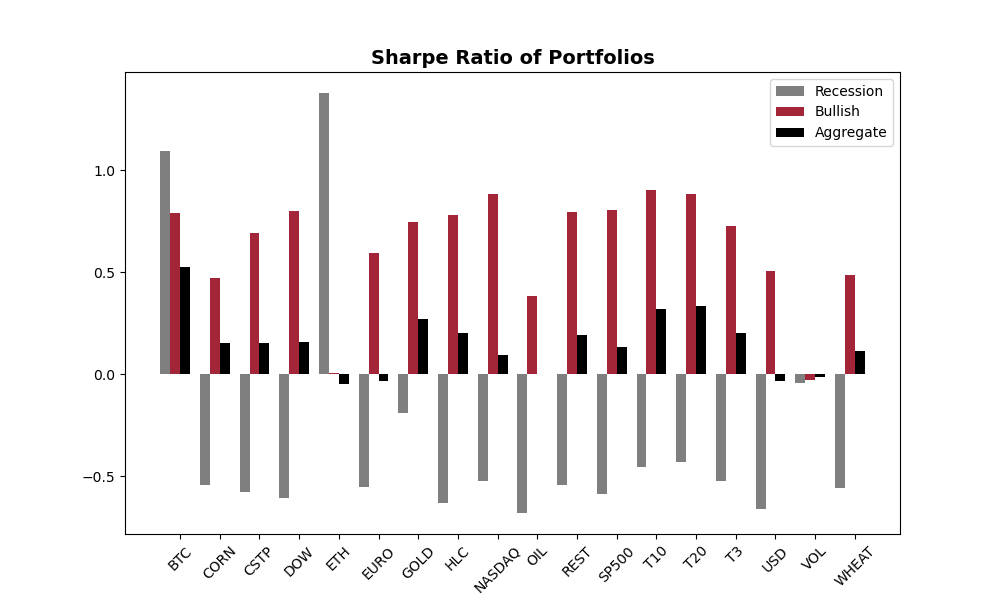 Sharpe Ratio of Portfolios
Recession
Bullish
Aggregate
1.0
0.5
0.0
−0.5
BTC
CORN
CSTP
DOW
ETH
EURO
GOLD
HLC
NASDAQ
OIL
REST
SP500
T10
T20
T3
USD
VOL
WHEAT